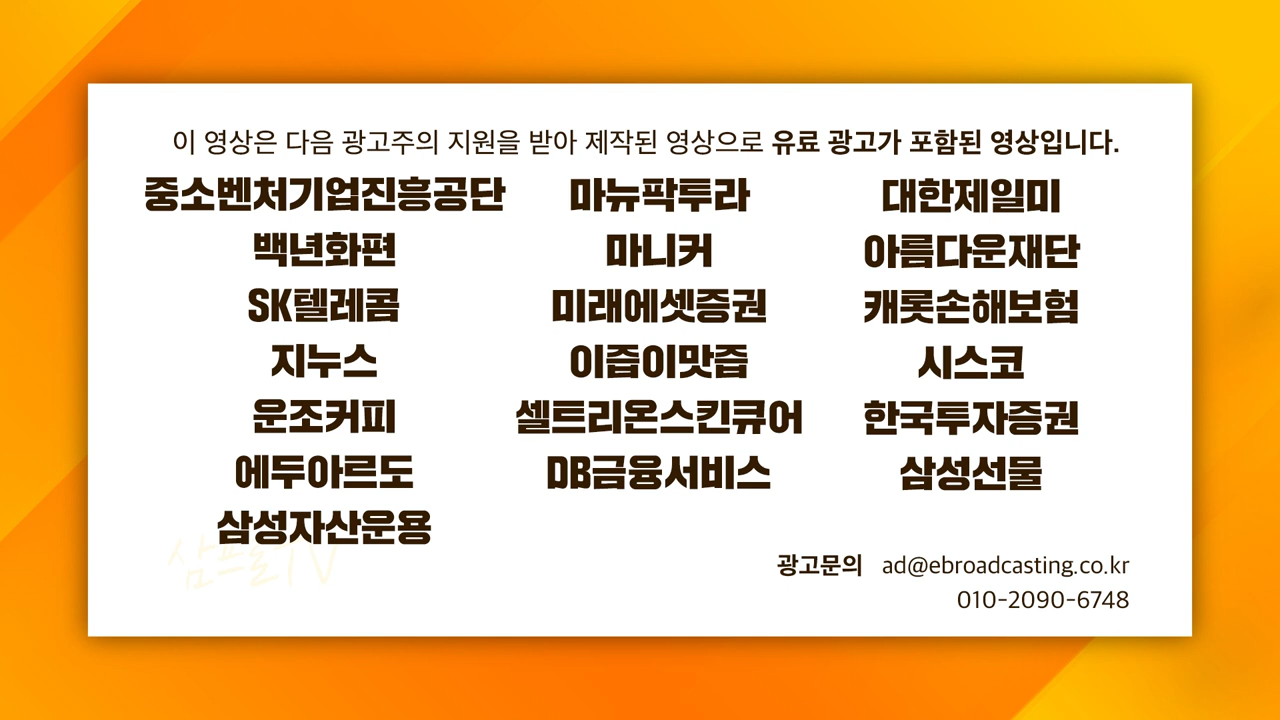 이 영상은 다음 광고주의 지원을 받아 제작된 영상으로 유료 광고가 포함된 영상입니다.
중소벤처기업진흥공단 마뉴팍투라 대한제일미
백년화편 마니커 아름다운재단
SK텔레콤 미래에셋증권 캐롯손해보험
지누스 이즙이맛즙 시스코
운조커피 셀트리온스킨큐어 한국투자증권
에두아르도 DB금융서비스 삼성선물
삼성자산운용
삼프로TV
광고문의 ad@ebroadcasting.co.kr
010-2090-6748